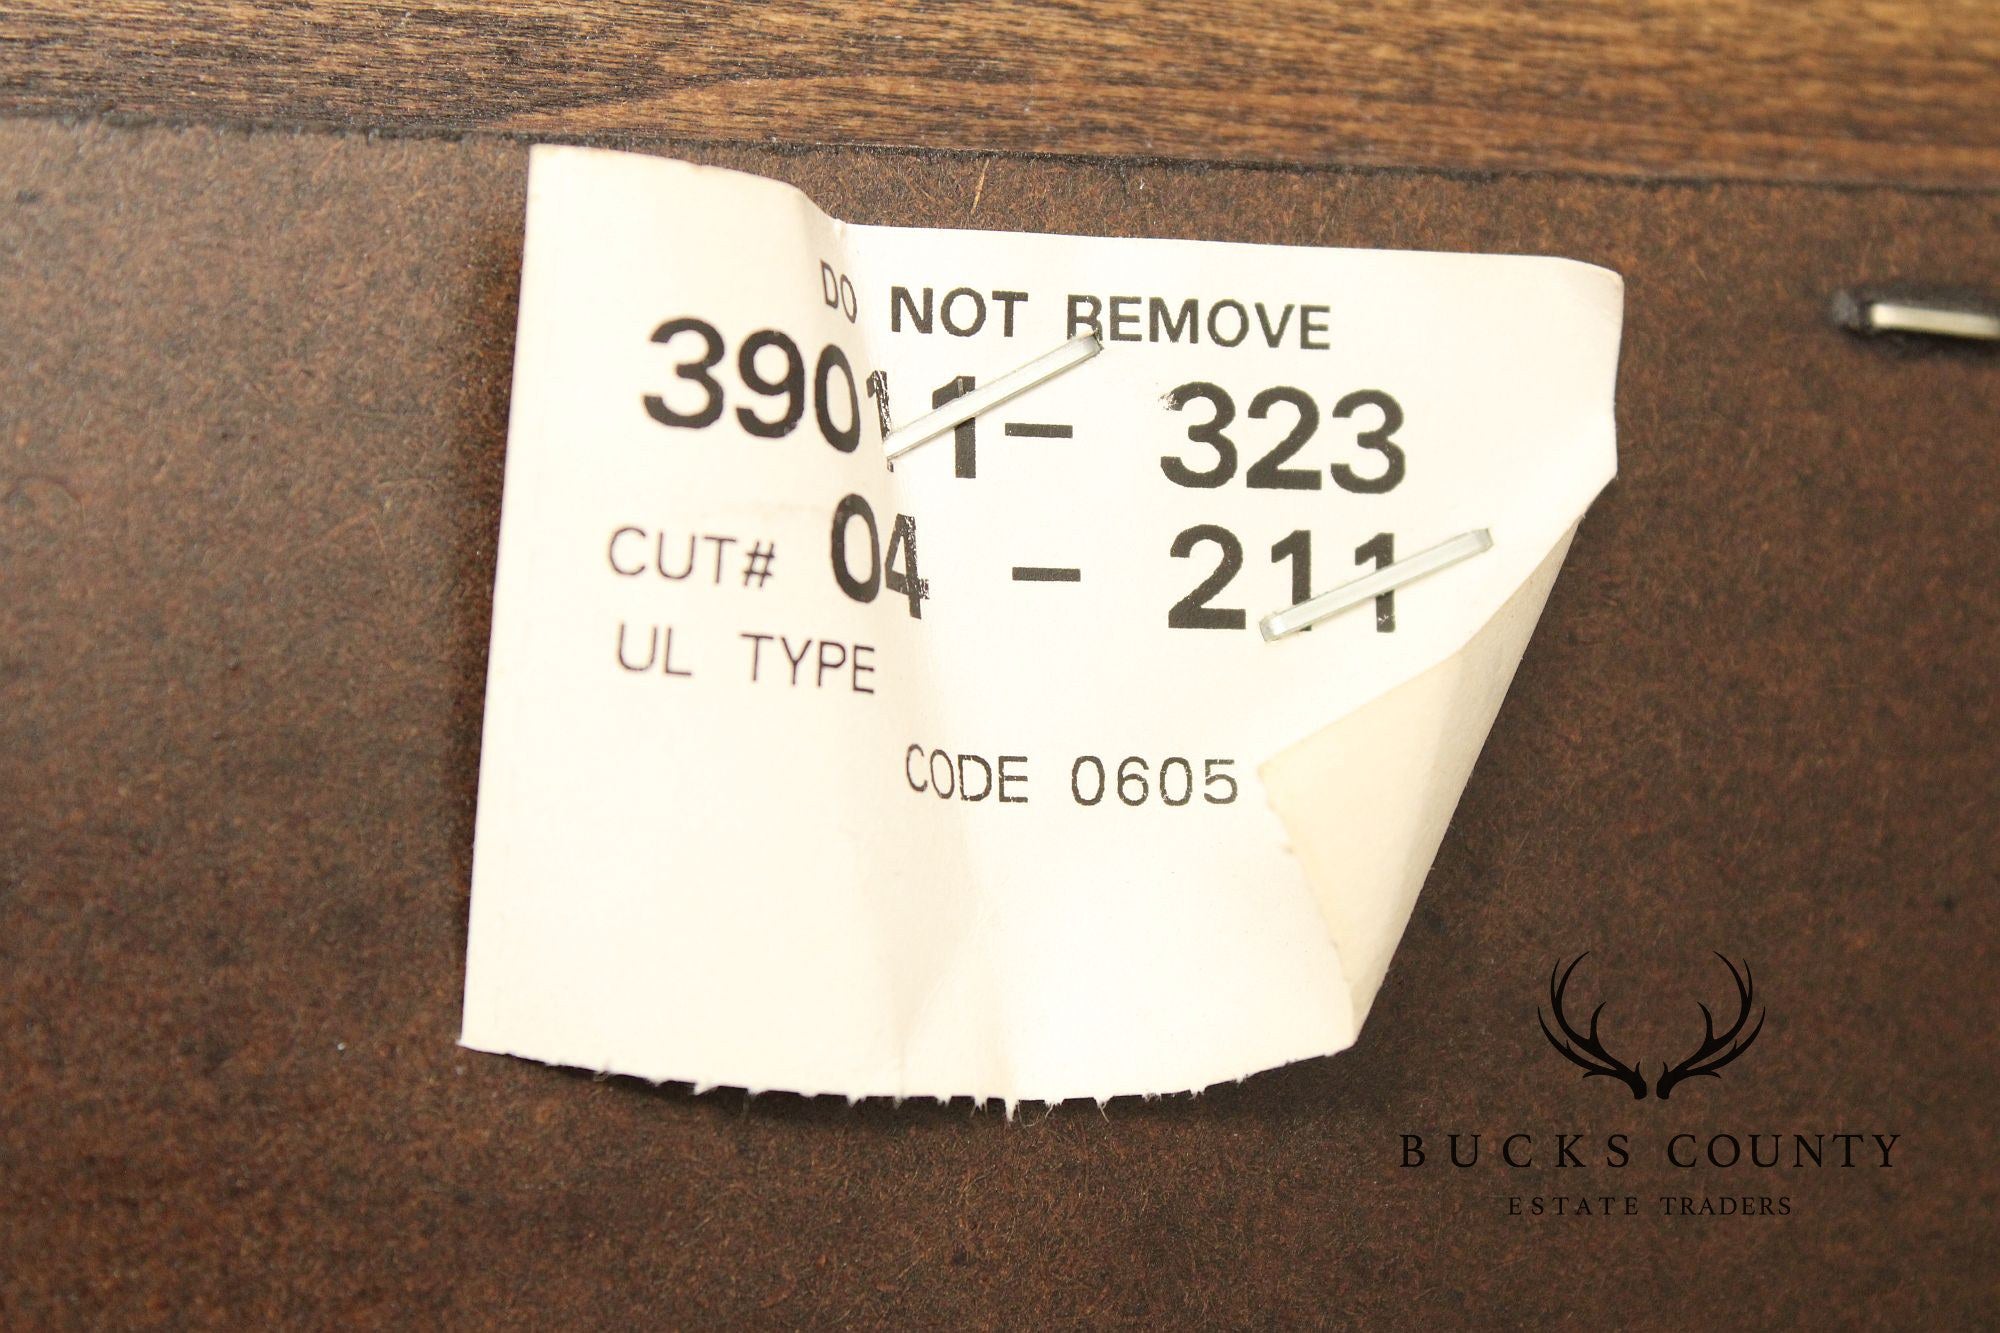 DO NOT REMOVE
39011- 323
CUT# 04 - 211
UL TYPE
CODE 0605
BUCKS COUNTY
ESTATE TRADERS